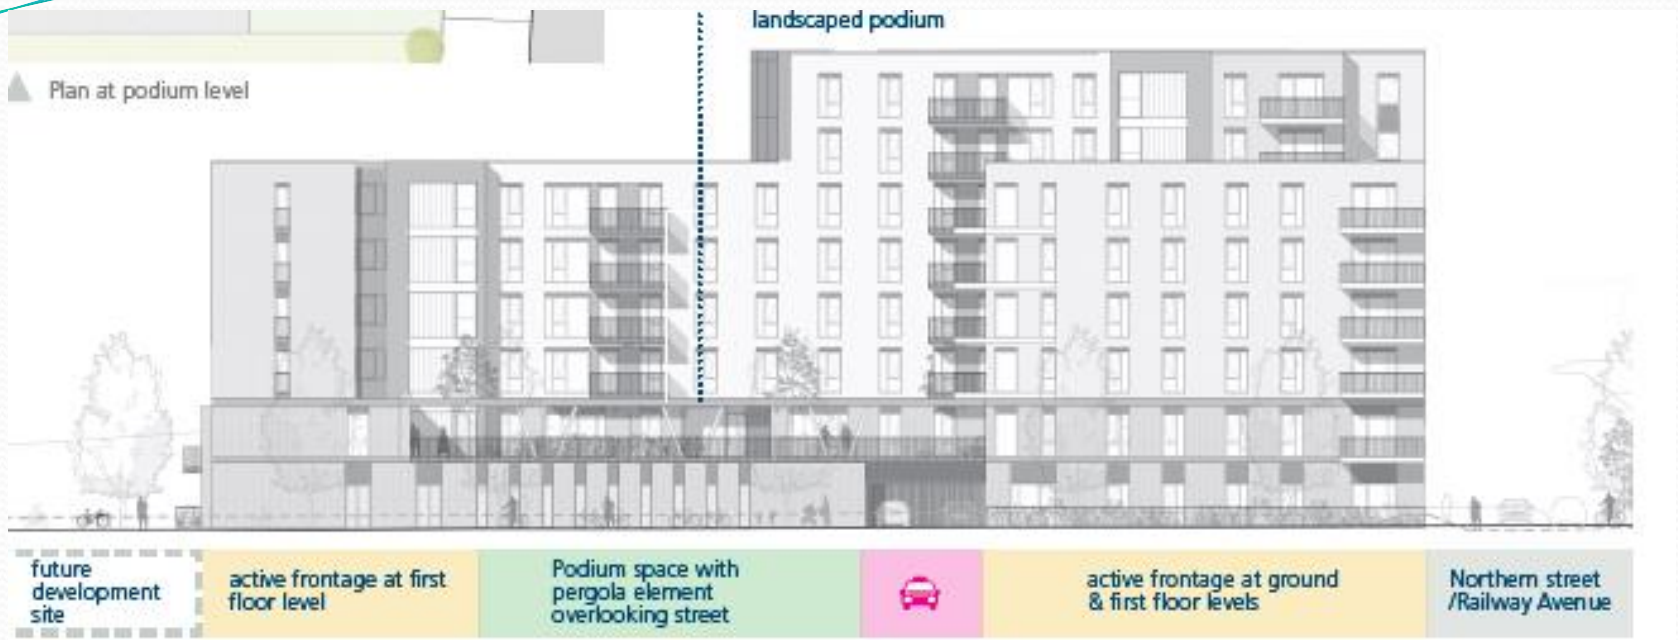 landscaped podium
Plan at podium level
future
development
site
active frontage at first
floor level
Podium space with
pergola element
overlooking street
active frontage at ground
& first floor levels
Northern street
/Railway Avenue